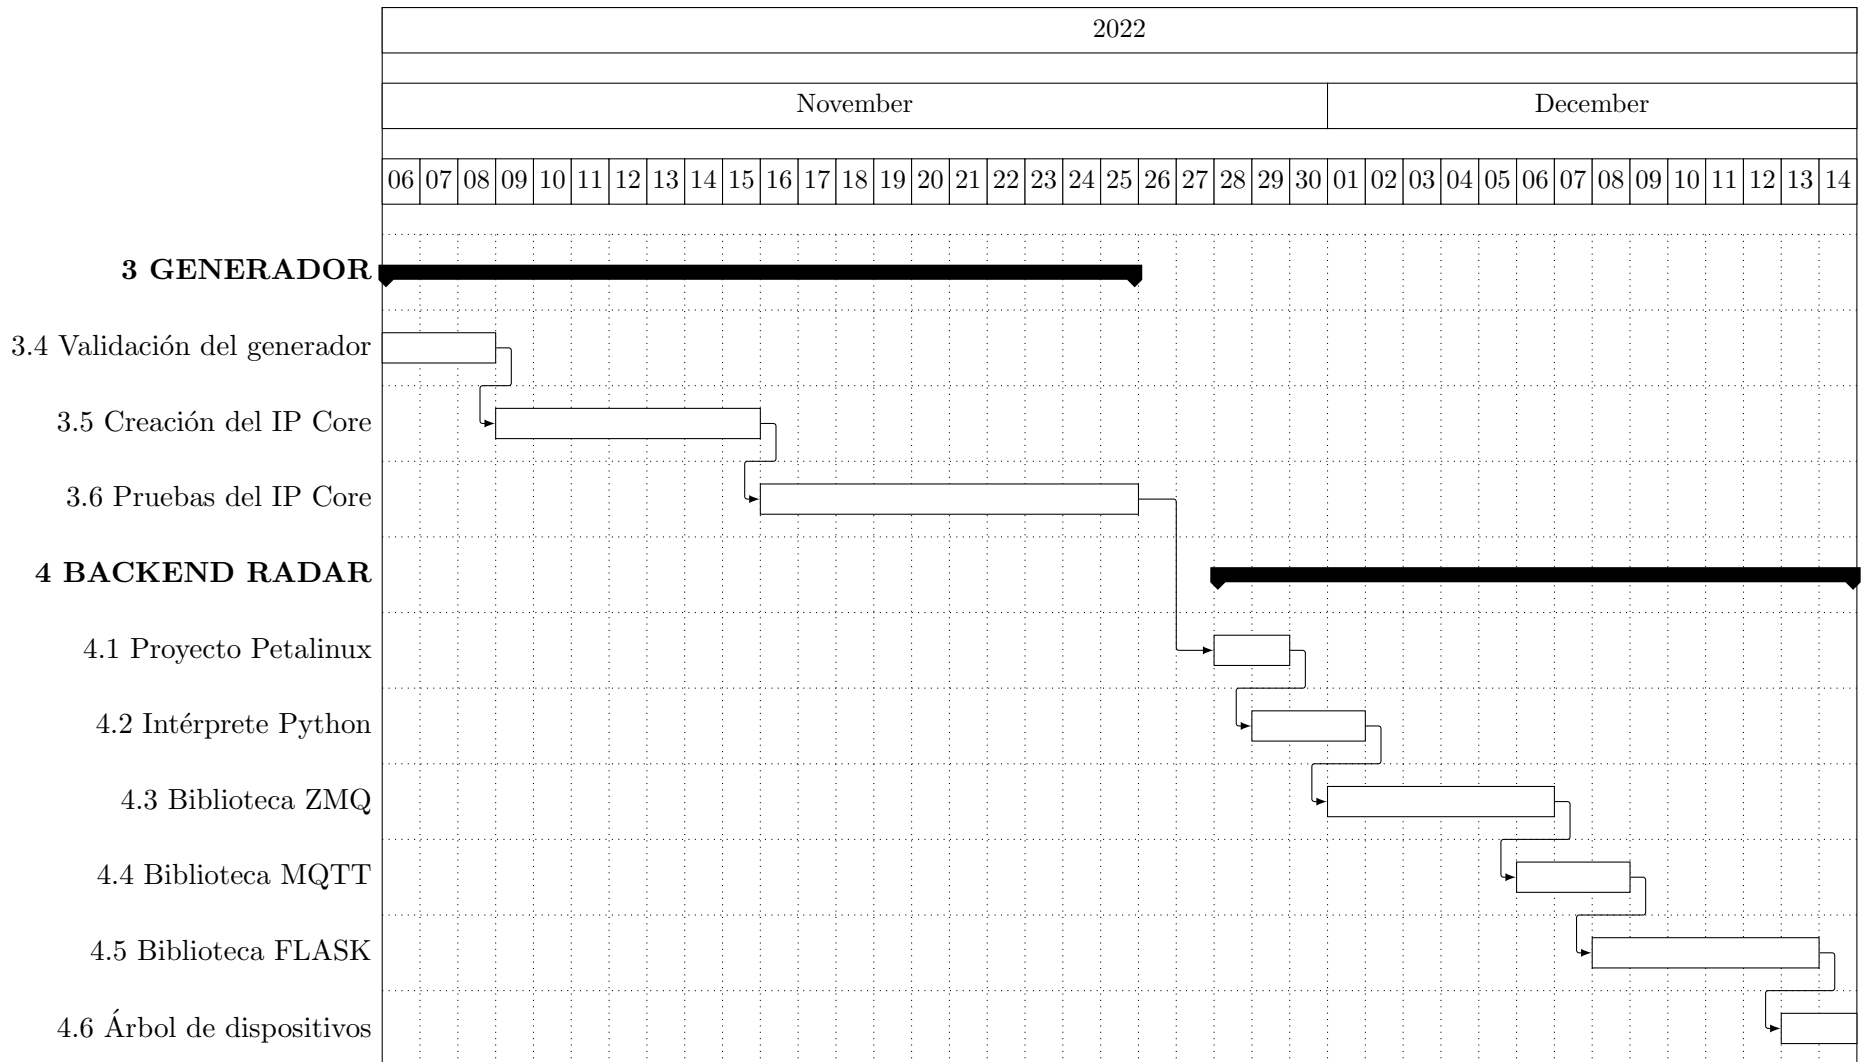 2022
November December
06 07 08 09 10 11 12 13 14 15 16 17 18 19 20 21 22 23 24 25 26 27 28 29 30 01 02 03 04 05 06 07 08 09 10 11 12 13 14
3 GENERADOR
3.4 Validación del generador
3.5 Creación del IP Core
3.6 Pruebas del IP Core
4 BACKEND RADAR
4.1 Proyecto Petalinux
4.2 Intérprete Python
4.3 Biblioteca ZMQ
4.4 Biblioteca MQTT
4.5 Biblioteca FLASK
4.6 Árbol de dispositivos